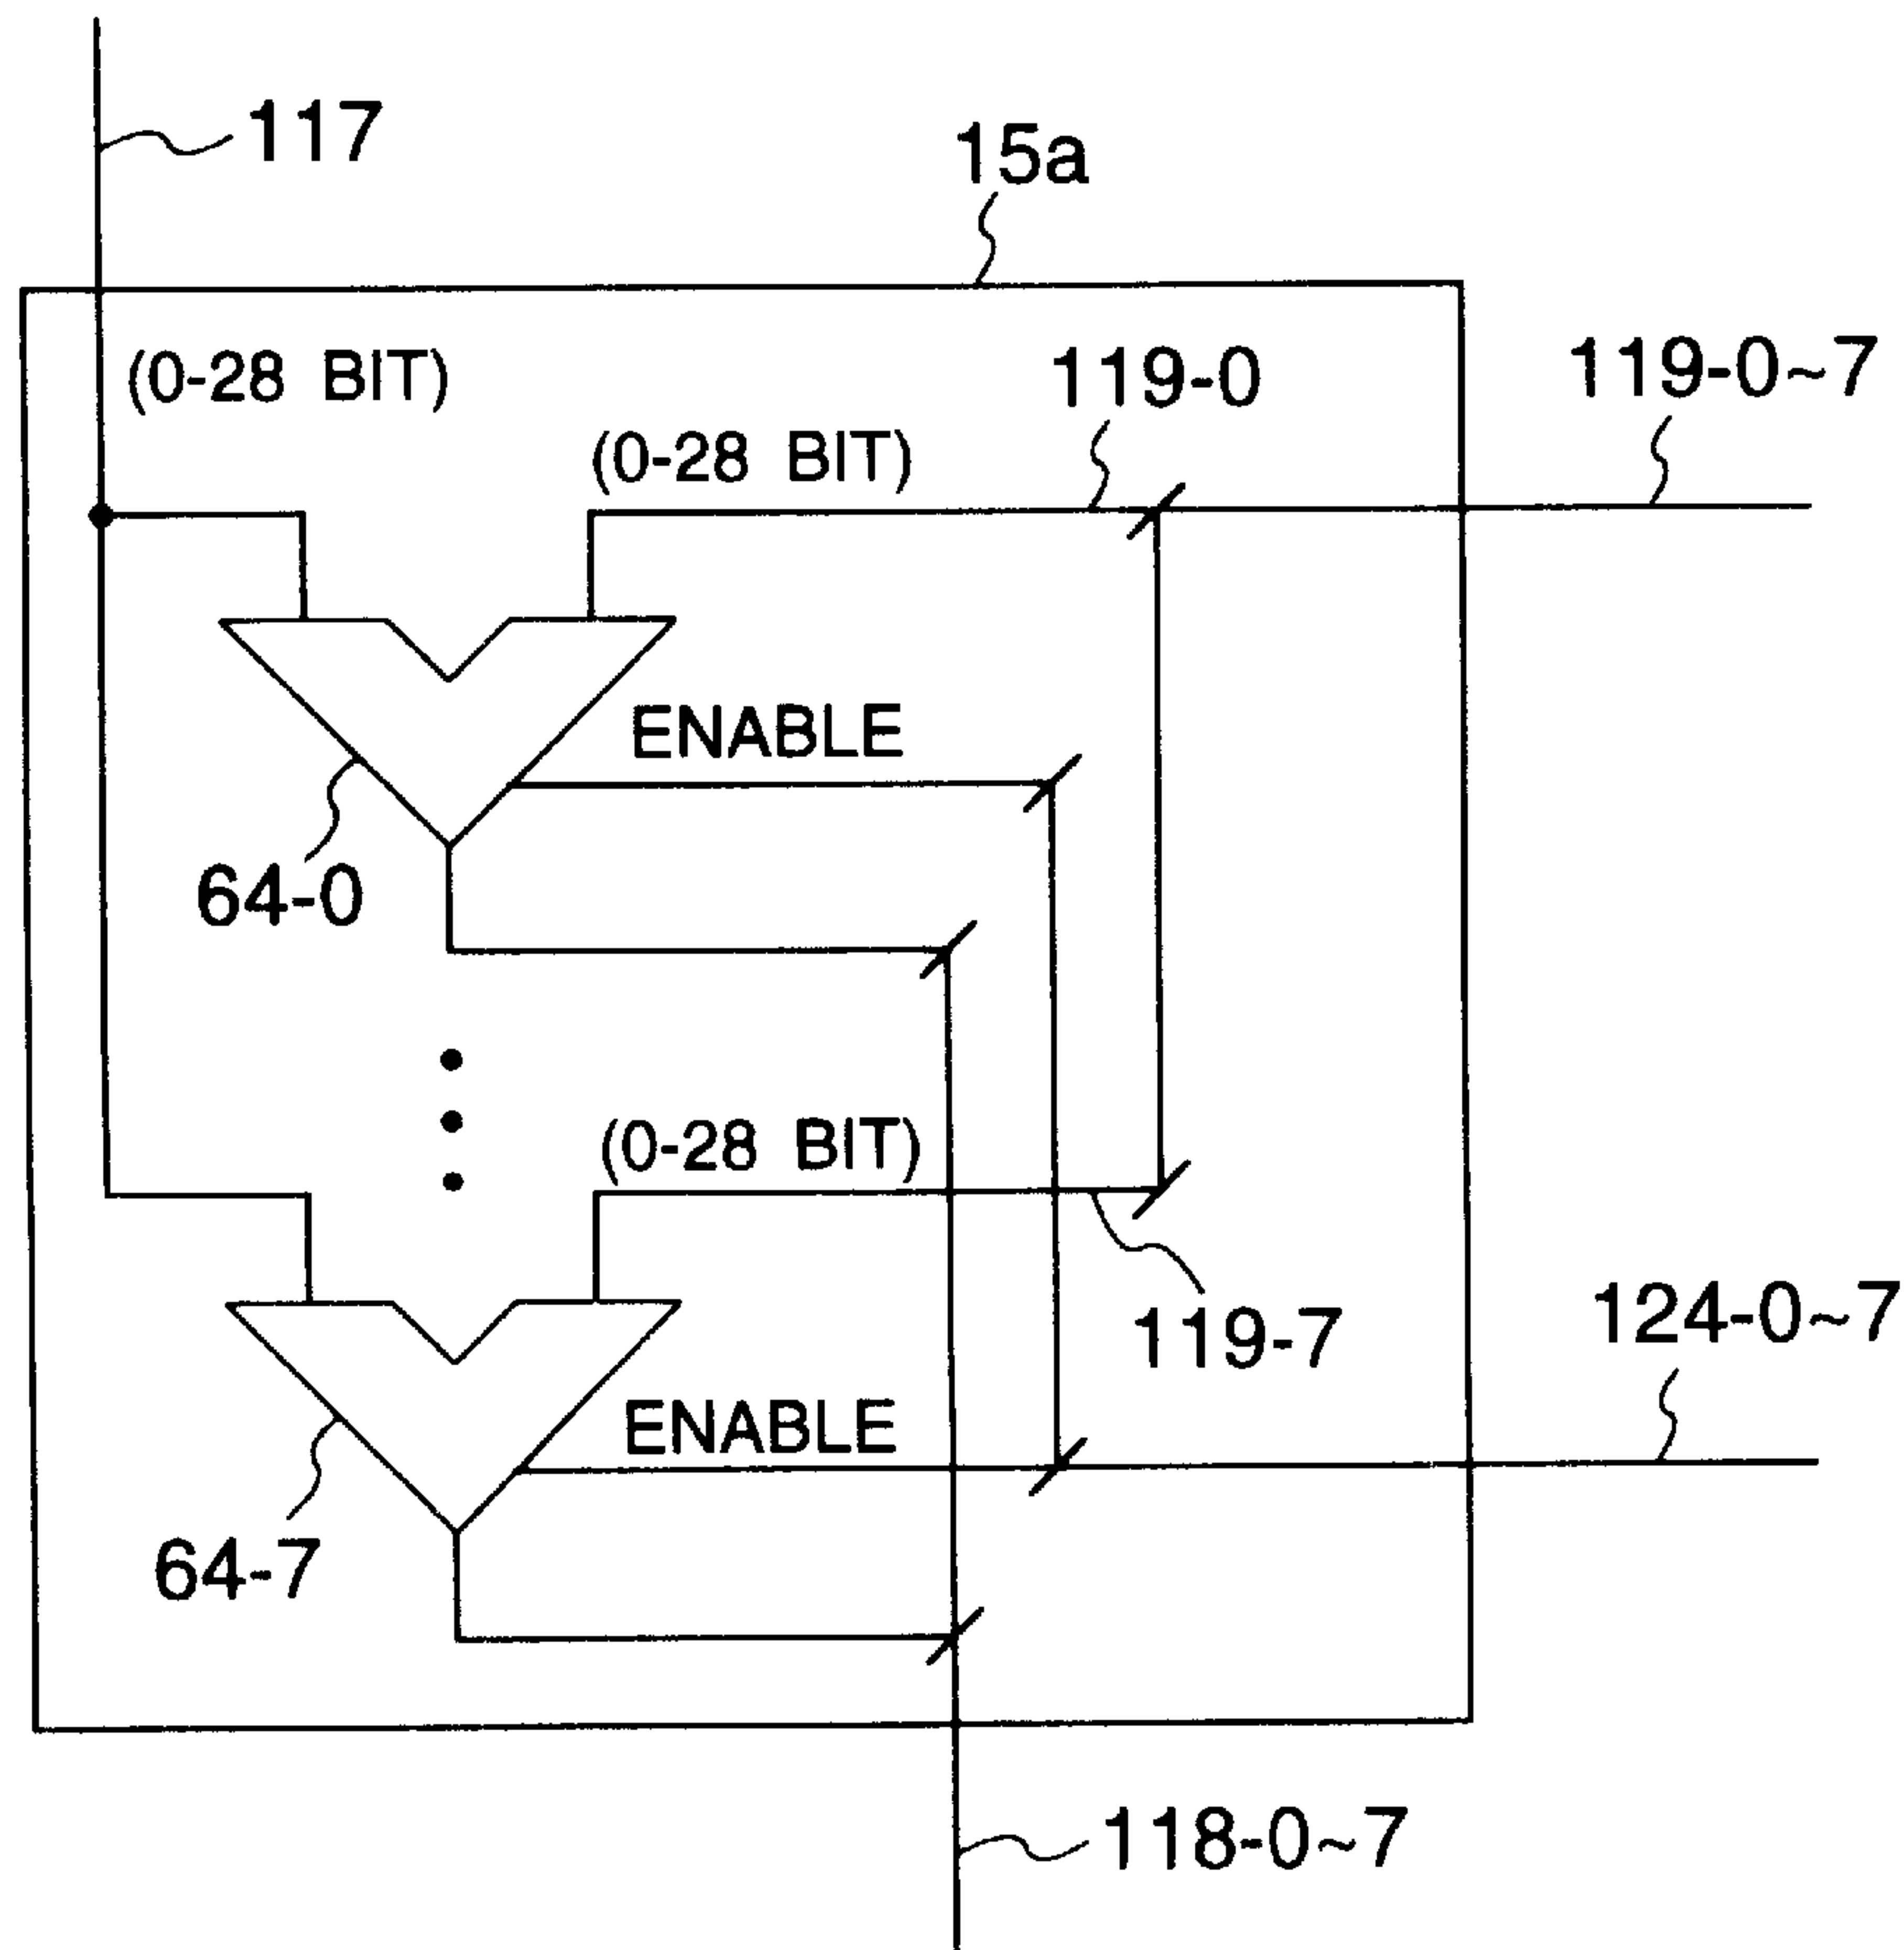 117
15a
(0-28 BIT)
119-0
119-0~7
(0-28 BIT)
ENABLE
64-0
(0-28 BIT)
119-7
124-0~7
ENABLE
64-7
118-0~7